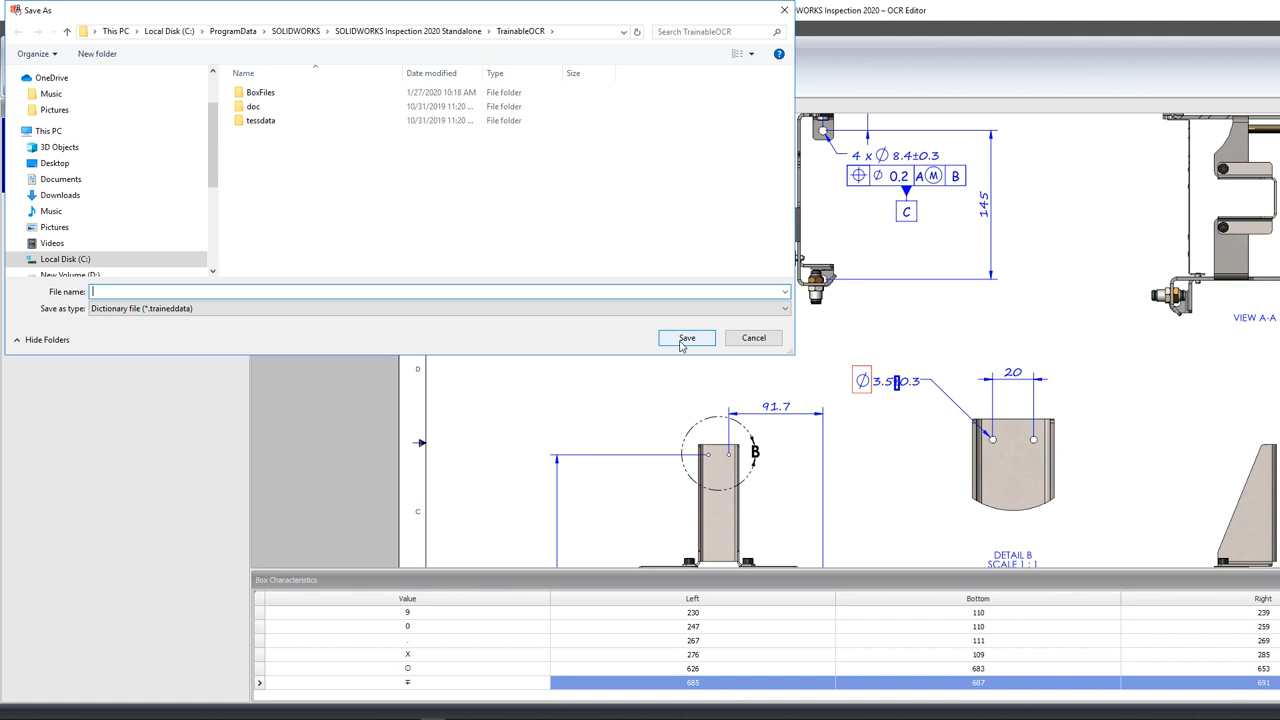 Save As
WORKS Inspection 2020 – OCR Editor
This PC > Local Disk (C:) > ProgramData > SOLIDWORKS > SOLIDWORKS Inspection 2020 Standalone > TrainableOCR >
Search TrainableOCR
Organize
New folder
Name
Date modified
Type
Size
OneDrive
Music
Pictures
This PC
3D Objects
Desktop
Documents
Downloads
Music
Pictures
Videos
Local Disk (C:)
New Volume (D:)
BoxFiles 1/27/2020 10:18 AM File folder
doc 10/31/2019 11:20 ... File folder
tessdata 10/31/2019 11:20 ... File folder
File name:
Save as type: Dictionary file (*.traineddata)
Hide Folders
Save
Cancel
4 x ∅ 8.4±0.3
∅ 0.2 A Ⓜ B
C
145
VIEW A-A
D
∅ 3.5 0.3
20
91.7
B
C
DETAIL B
SCALE 1 : 1
Box Characteristics
Value Left Bottom Right
9 230 110 239
0 247 110 259
. 267 111 269
X 276 109 285
∅ 626 683 653
∓ 685 687 691